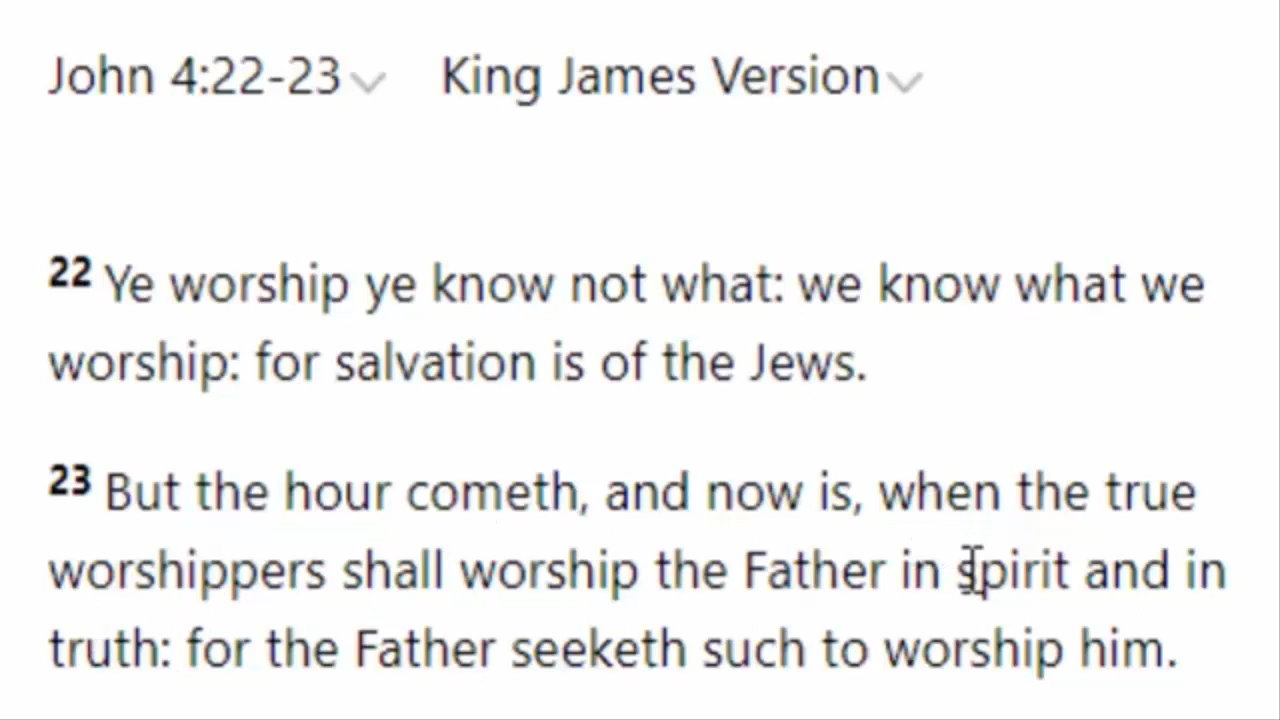 John 4:22-23 King James Version
22 Ye worship ye know not what: we know what we
worship: for salvation is of the Jews.
23 But the hour cometh, and now is, when the true
worshippers shall worship the Father in spirit and in
truth: for the Father seeketh such to worship him.